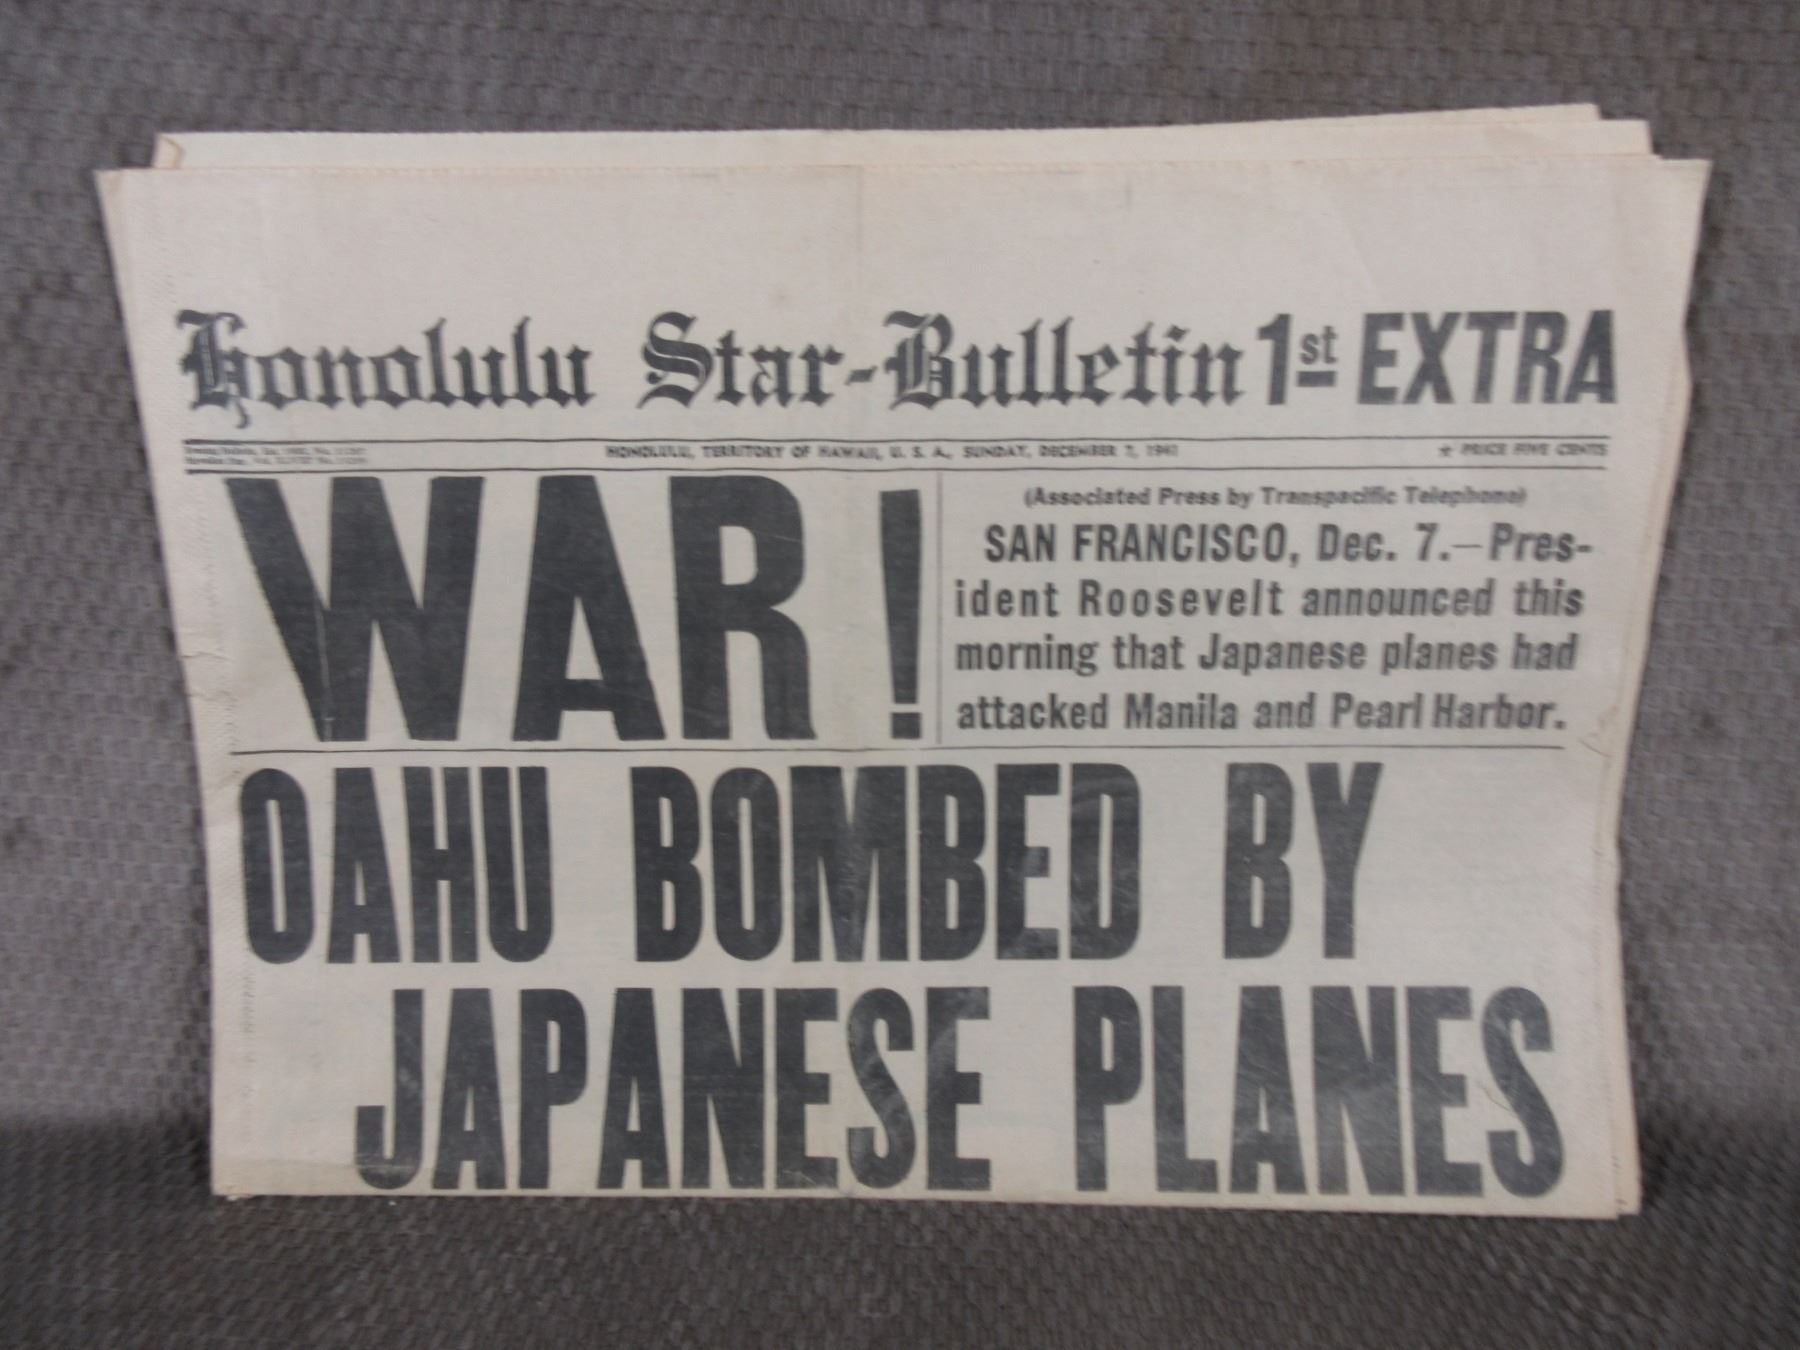 Honolulu Star-Bulletin 1st EXTRA
HONOLULU, TERRITORY OF HAWAII, U. S. A., SUNDAY, DECEMBER 7, 1941
★ PRICE FIVE CENTS
WAR!
(Associated Press by Transpacific Telephone)
SAN FRANCISCO, Dec. 7.—Pres-
ident Roosevelt announced this
morning that Japanese planes had
attacked Manila and Pearl Harbor.
OAHU BOMBED BY
JAPANESE PLANES